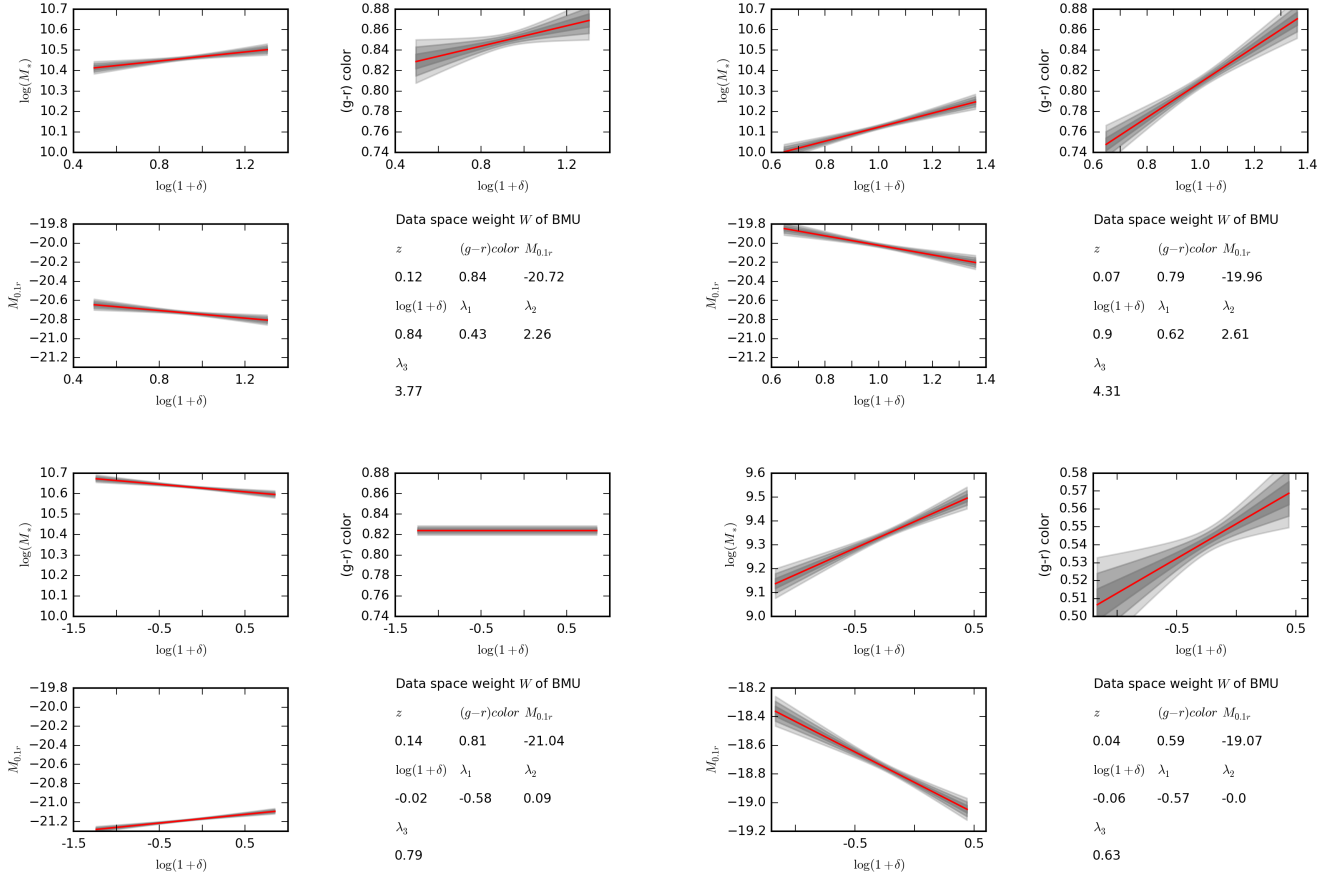 10.7
10.6
10.5
10.4
10.3
10.2
10.1
10.0
log(M*)
0.4 0.8 1.2
log(1+δ)
0.88
0.86
0.84
0.82
0.80
0.78
0.76
0.74
(g-r) color
0.4 0.8 1.2
log(1+δ)
−19.8
−20.0
−20.2
−20.4
−20.6
−20.8
−21.0
−21.2
M0.1r
0.4 0.8 1.2
log(1+δ)
Data space weight W of BMU
z (g−r)color M0.1r
0.12 0.84 -20.72
log(1+δ) λ1 λ2
0.84 0.43 2.26
λ3
3.77
10.7
10.6
10.5
10.4
10.3
10.2
10.1
10.0
log(M*)
0.6 0.8 1.0 1.2 1.4
log(1+δ)
0.88
0.86
0.84
0.82
0.80
0.78
0.76
0.74
(g-r) color
0.6 0.8 1.0 1.2 1.4
log(1+δ)
−19.8
−20.0
−20.2
−20.4
−20.6
−20.8
−21.0
−21.2
M0.1r
0.6 0.8 1.0 1.2 1.4
log(1+δ)
Data space weight W of BMU
z (g−r)color M0.1r
0.07 0.79 -19.96
log(1+δ) λ1 λ2
0.9 0.62 2.61
λ3
4.31
10.7
10.6
10.5
10.4
10.3
10.2
10.1
10.0
log(M*)
-1.5 -0.5 0.5
log(1+δ)
0.88
0.86
0.84
0.82
0.80
0.78
0.76
0.74
(g-r) color
-1.5 -0.5 0.5
log(1+δ)
−19.8
−20.0
−20.2
−20.4
−20.6
−20.8
−21.0
−21.2
M0.1r
-1.5 -0.5 0.5
log(1+δ)
Data space weight W of BMU
z (g−r)color M0.1r
0.14 0.81 -21.04
log(1+δ) λ1 λ2
-0.02 -0.58 0.09
λ3
0.79
9.6
9.5
9.4
9.3
9.2
9.1
9.0
log(M*)
-0.5 0.5
log(1+δ)
0.58
0.57
0.55
0.54
0.53
0.51
0.50
(g-r) color
-0.5 0.5
log(1+δ)
−18.2
−18.4
−18.6
−18.8
−19.0
−19.2
M0.1r
-0.5 0.5
log(1+δ)
Data space weight W of BMU
z (g−r)color M0.1r
0.04 0.59 -19.07
log(1+δ) λ1 λ2
-0.06 -0.57 -0.0
λ3
0.63